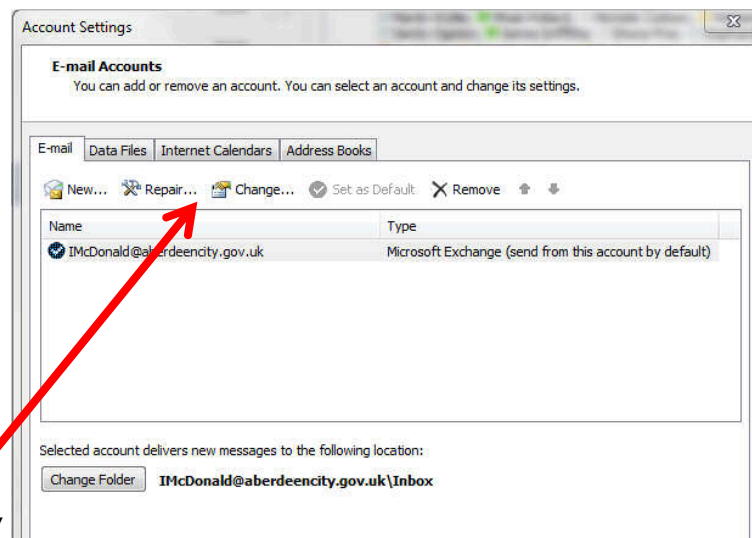 Account Settings
E-mail Accounts
You can add or remove an account. You can select an account and change its settings.
E-mail Data Files Internet Calendars Address Books
New... Repair... Change... Set as Default Remove
Name Type
IMcDonald@aberdeencity.gov.uk Microsoft Exchange (send from this account by default)
Selected account delivers new messages to the following location:
Change Folder IMcDonald@aberdeencity.gov.uk\Inbox